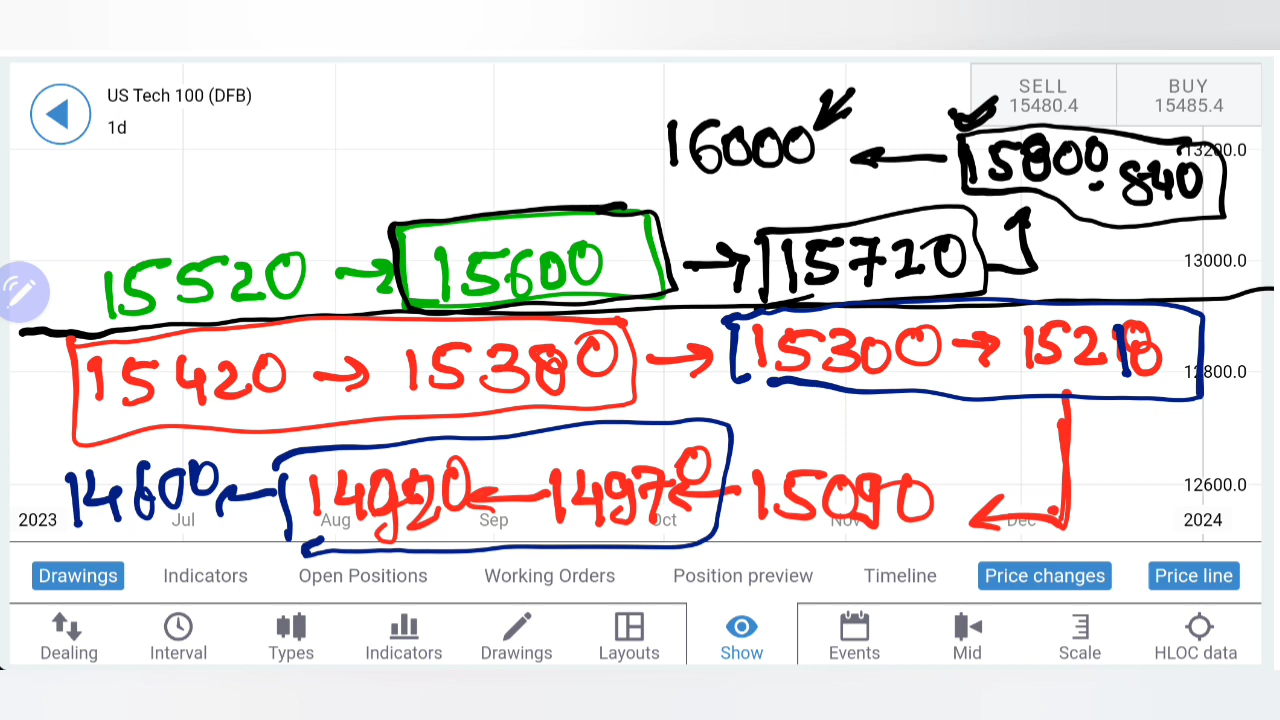 US Tech 100 (DFB)
1d
SELL
15480.4
BUY
15485.4
16000 ← 15800.840
13200.0
15520 → 15600 → 15720
13000.0
15420 → 15380 → 15300 → 15210
12800.0
14600 ← 14920 ← 14970 ← 15090
12600.0
2023 Jul Aug Sep Oct Nov Dec 2024
Drawings Indicators Open Positions Working Orders Position preview Timeline Price changes Price line
Dealing Interval Types Indicators Drawings Layouts Show Events Mid Scale HLOC data